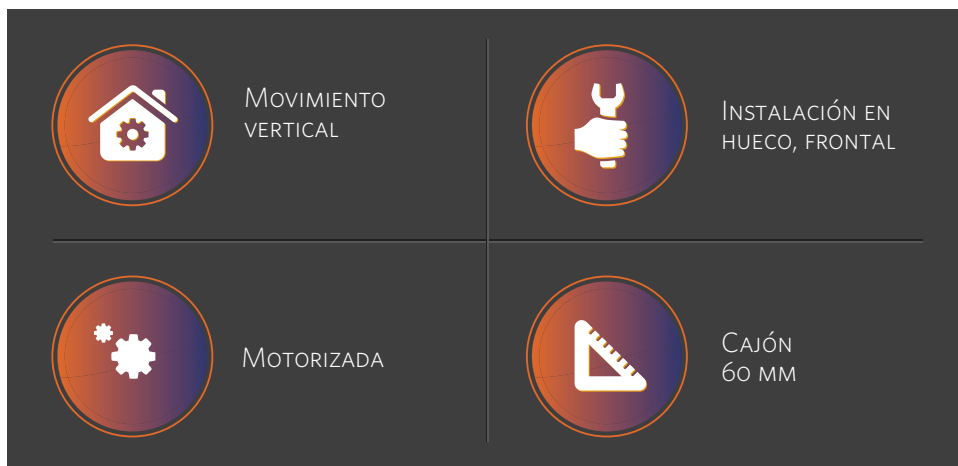 Movimiento
vertical
Instalación en
hueco, frontal
Motorizada
Cajón
60 mm